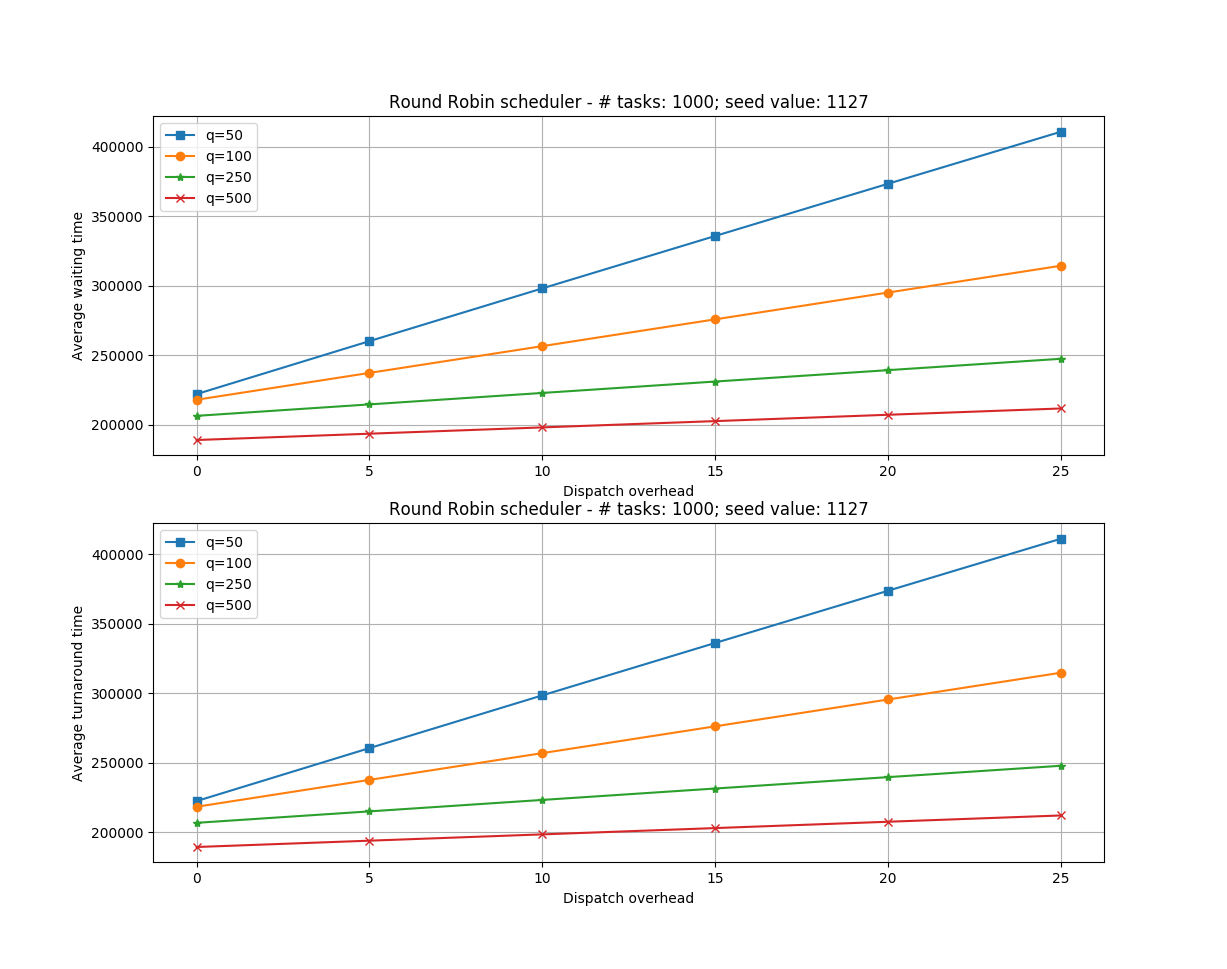 Round Robin scheduler - # tasks: 1000; seed value: 1127
q=50
q=100
q=250
q=500
Average waiting time
400000
350000
300000
250000
200000
0 5 10 15 20 25
Dispatch overhead
Round Robin scheduler - # tasks: 1000; seed value: 1127
q=50
q=100
q=250
q=500
Average turnaround time
400000
350000
300000
250000
200000
0 5 10 15 20 25
Dispatch overhead